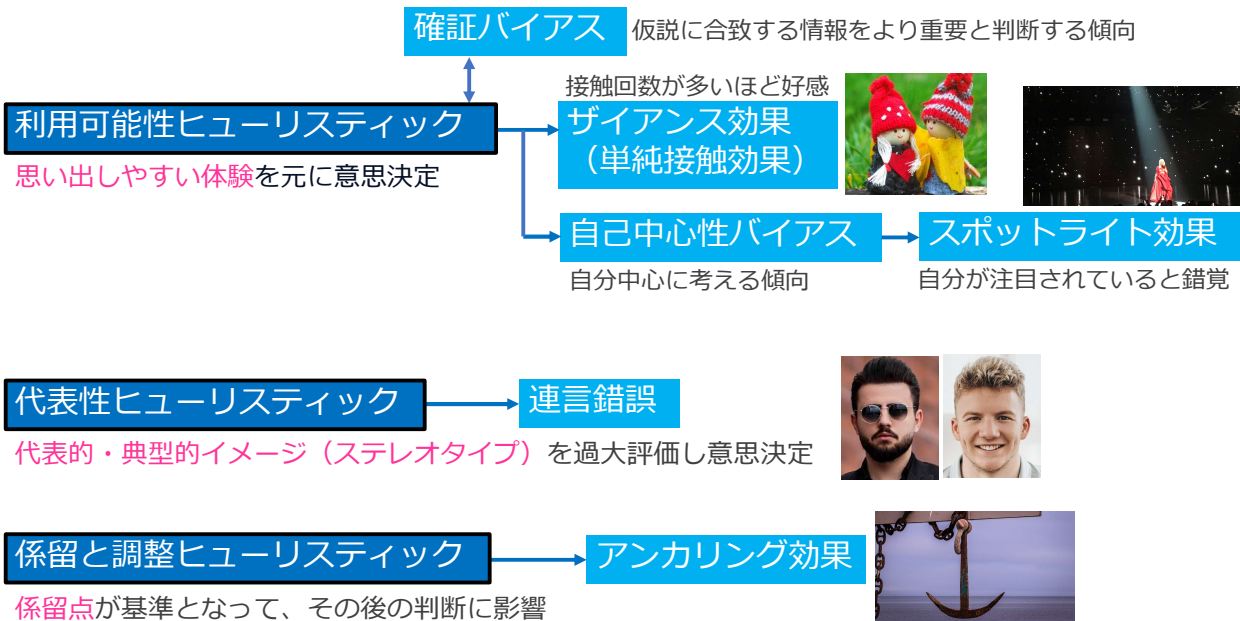 確証バイアス
仮説に合致する情報をより重要と判断する傾向
接触回数が多いほど好感
利用可能性ヒューリスティック
ザイアンス効果
（単純接触効果）
思い出しやすい体験を元に意思決定
自己中心性バイアス
スポットライト効果
自分中心に考える傾向
自分が注目されていると錯覚
代表性ヒューリスティック
連言錯誤
代表的・典型的イメージ（ステレオタイプ）を過大評価し意思決定
係留と調整ヒューリスティック
アンカリング効果
係留点が基準となって、その後の判断に影響